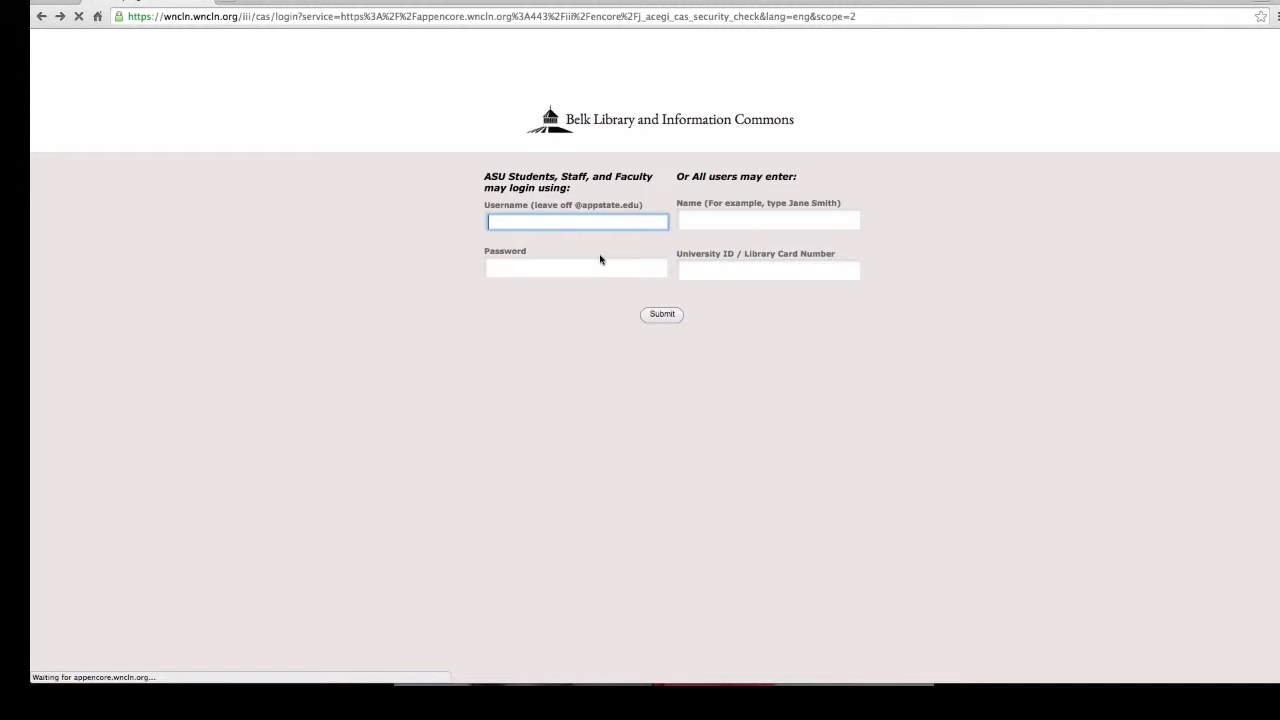 https://wncln.wncln.org/iii/cas/login?service=https%3A%2F%2Fappencore.wncln.org%3A443%2Fiii%2Fencore%2Fj_acegi_cas_security_check&lang=eng&scope=2
Belk Library and Information Commons
ASU Students, Staff, and Faculty
may login using:
Username (leave off @appstate.edu)
Password
Or All users may enter:
Name (For example, type Jane Smith)
University ID / Library Card Number
Submit
Waiting for appencore.wncln.org...